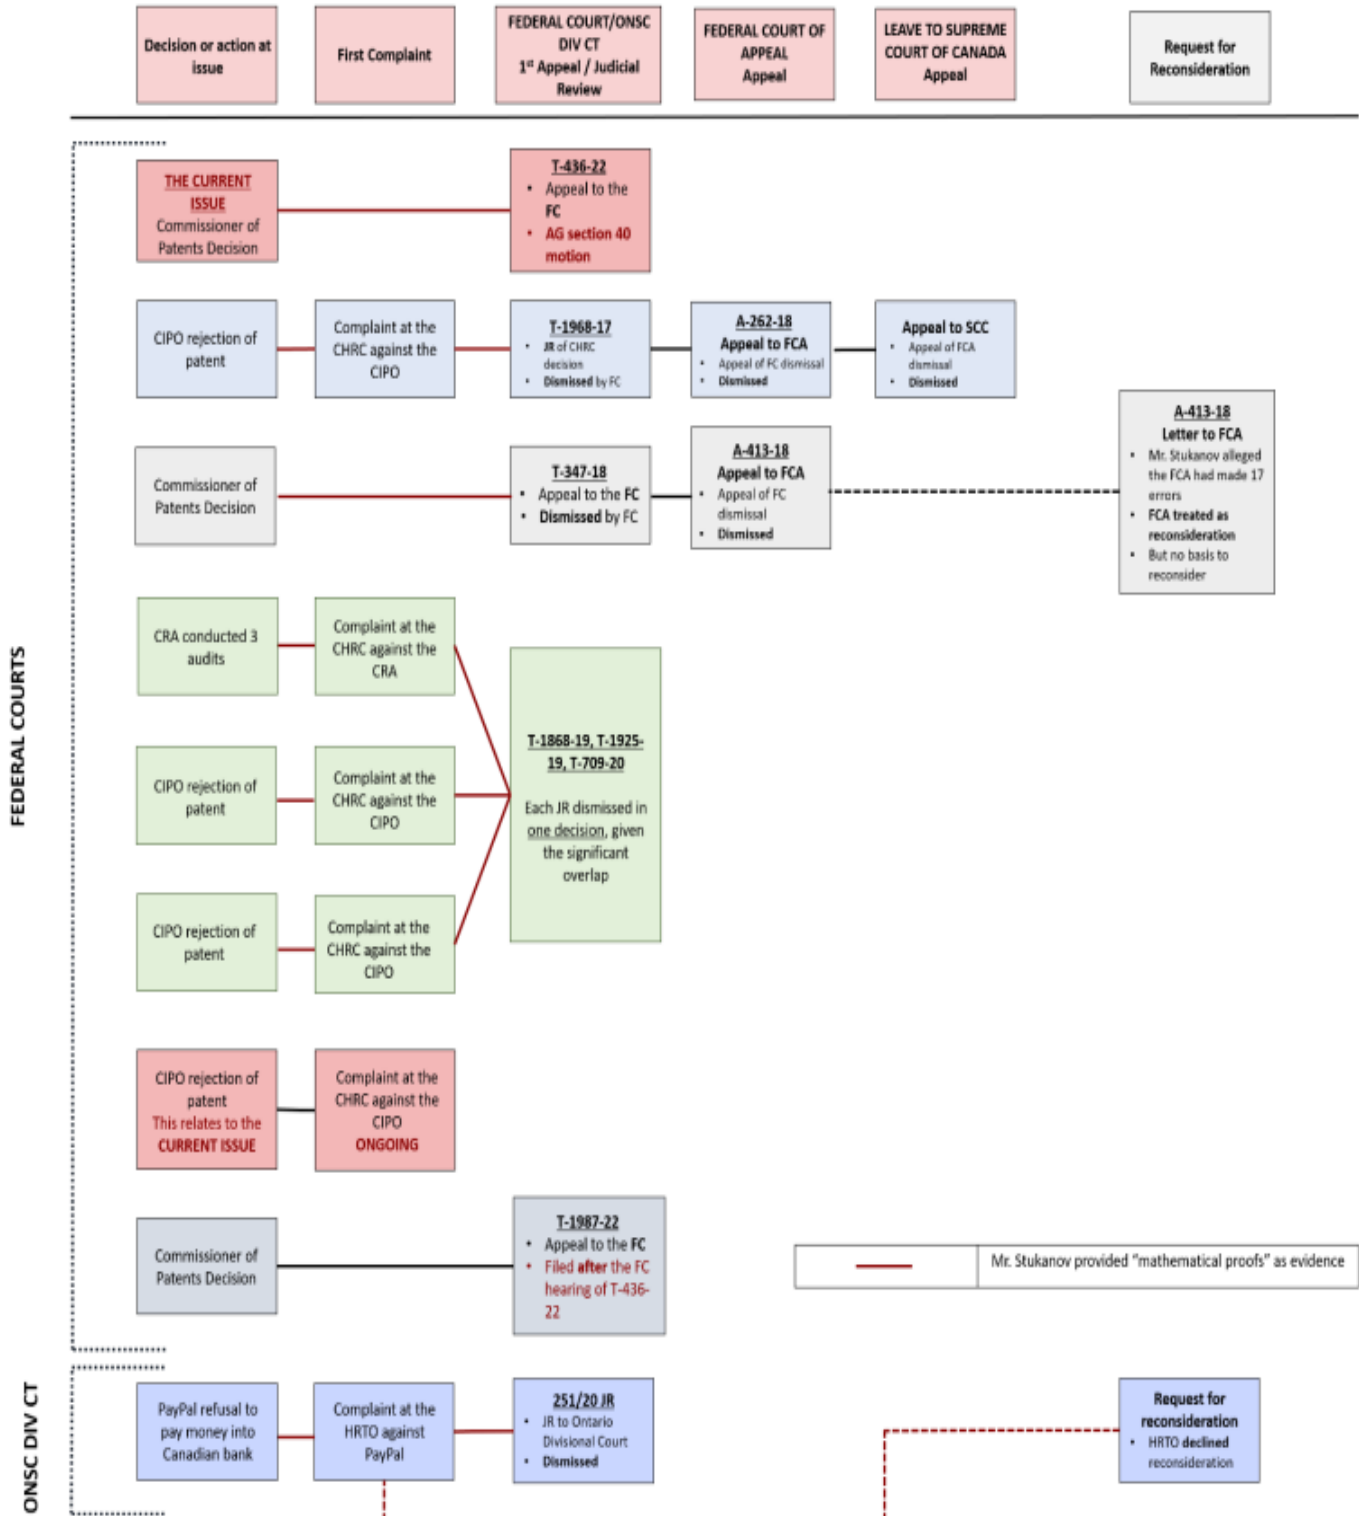 Decision or action at
issue
First Complaint
FEDERAL COURT/ONSC
DIV CT
1st Appeal / Judicial
Review
FEDERAL COURT OF
APPEAL
Appeal
LEAVE TO SUPREME
COURT OF CANADA
Appeal
Request for
Reconsideration
FEDERAL COURTS
THE CURRENT
ISSUE
Commissioner of
Patents Decision
T-436-22
• Appeal to the
FC
• AG section 40
motion
CIPO rejection of
patent
Complaint at the
CHRC against the
CIPO
T-1968-17
• JR of CHRC
decision
• Dismissed by FC
A-262-18
Appeal to FCA
• Appeal of FC dismissal
• Dismissed
Appeal to SCC
• Appeal of FCA
dismissal
• Dismissed
Commissioner of
Patents Decision
T-347-18
• Appeal to the FC
• Dismissed by FC
A-413-18
Appeal to FCA
• Appeal of FC
dismissal
• Dismissed
A-413-18
Letter to FCA
• Mr. Stukanov alleged
the FCA had made 17
errors
• FCA treated as
reconsideration
• But no basis to
reconsider
CRA conducted 3
audits
Complaint at the
CHRC against the
CRA
CIPO rejection of
patent
Complaint at the
CHRC against the
CIPO
CIPO rejection of
patent
Complaint at the
CHRC against the
CIPO
T-1868-19, T-1925-
19, T-709-20
Each JR dismissed in
one decision, given
the significant
overlap
CIPO rejection of
patent
This relates to the
CURRENT ISSUE
Complaint at the
CHRC against the
CIPO
ONGOING
Commissioner of
Patents Decision
T-1987-22
• Appeal to the FC
• Filed after the FC
hearing of T-436-
22
Mr. Stukanov provided "mathematical proofs" as evidence
ONSC DIV CT
PayPal refusal to
pay money into
Canadian bank
Complaint at the
HRTO against
PayPal
251/20 JR
• JR to Ontario
Divisional Court
• Dismissed
Request for
reconsideration
• HRTO declined
reconsideration